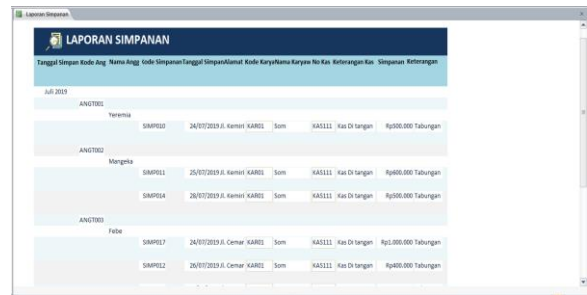 Laporan Simpanan
LAPORAN SIMPANAN
Tanggal Simpan Kode Ang Nama Angg Kode Simpanan Tanggal Simpan Alamat Kode Karya Nama Karyaw No Kas Keterangan Kas Simpanan Keterangan
Juli 2019
ANGT001
Yeremia
SIMP010 24/07/2019 Jl. Kemiri KAR01 Som KAS111 Kas Di tangan Rp500.000 Tabungan
ANGT002
Mangeka
SIMP011 25/07/2019 Jl. Kemiri KAR01 Som KAS111 Kas Di tangan Rp600.000 Tabungan
SIMP014 28/07/2019 Jl. Kemiri KAR01 Som KAS111 Kas Di tangan Rp500.000 Tabungan
ANGT003
Febe
SIMP017 24/07/2019 Jl. Cemar KAR01 Som KAS111 Kas Di tangan Rp1.000.000 Tabungan
SIMP012 26/07/2019 Jl. Cemar KAR01 Som KAS111 Kas Di tangan Rp400.000 Tabungan